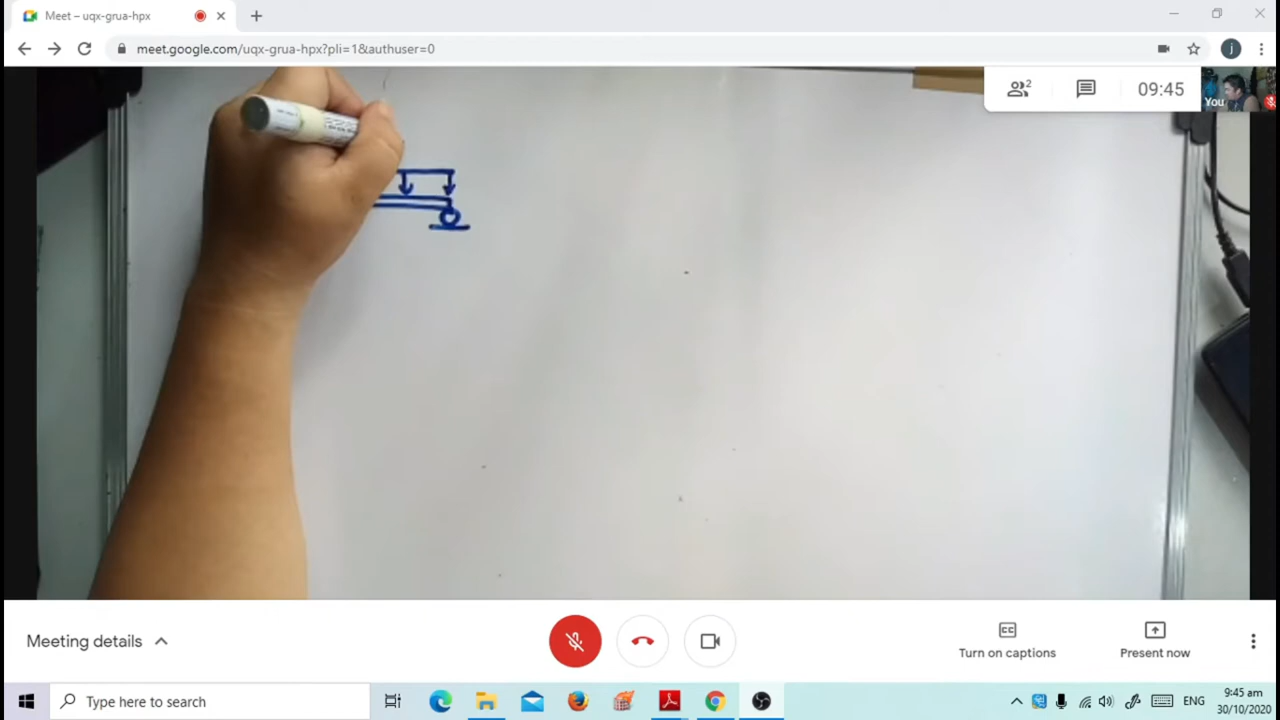 Meet – uqx-grua-hpx
meet.google.com/uqx-grua-hpx?pli=1&authuser=0
j
2
09:45
You
Meeting details
Turn on captions
Present now
Type here to search
ENG
9:45 am
30/10/2020